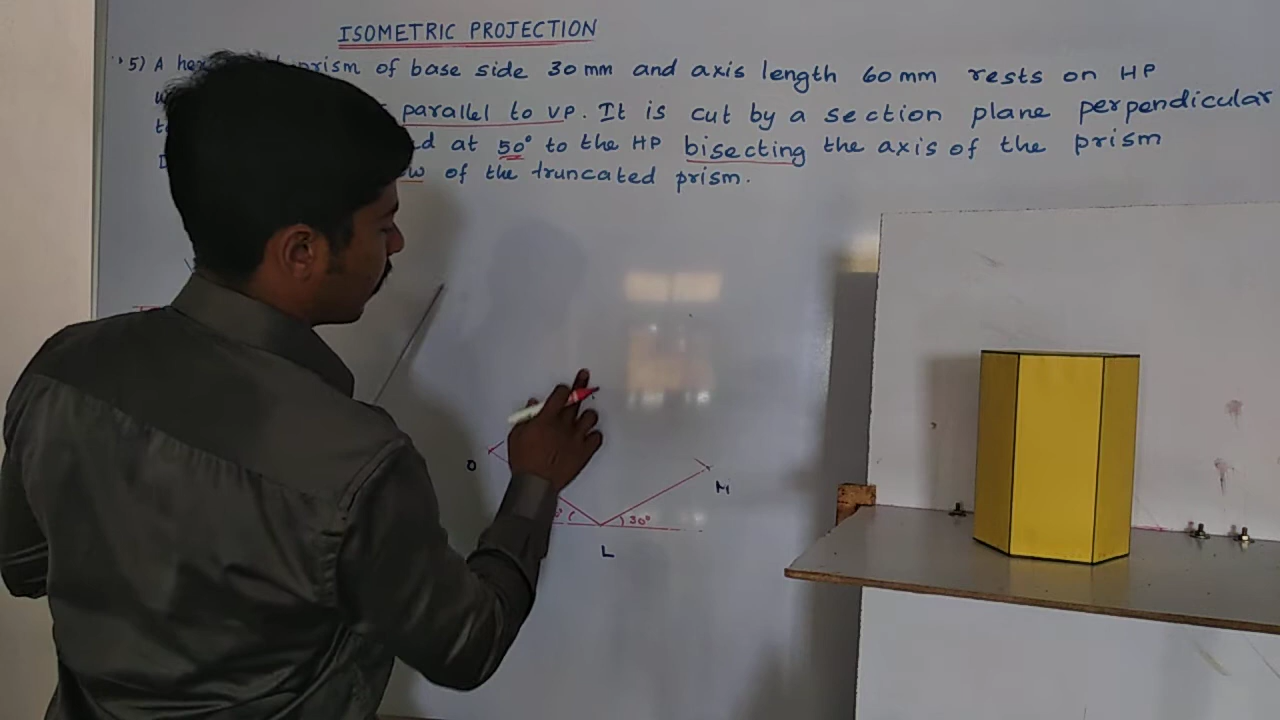 ISOMETRIC PROJECTION
5) A prism of base side 30 mm and axis length 60 mm rests on HP
parallel to VP. It is cut by a section plane perpendicular
at 50° to the HP bisecting the axis of the prism
of the truncated prism.
O
M
30°
L